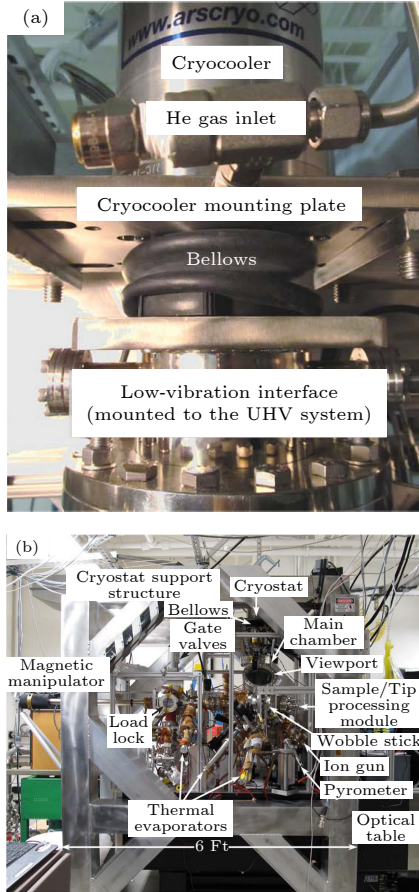 (a)
www.arscryo.com
Cryocooler
He gas inlet
Cryocooler mounting plate
Bellows
Low-vibration interface
(mounted to the UHV system)
(b)
Cryostat support
structure
Cryostat
Bellows
Gate
valves
Main
chamber
Viewport
Magnetic
manipulator
Sample/Tip
processing
module
Load
lock
Wobble stick
Ion gun
Pyrometer
Thermal
evaporators
Optical
table
6 Ft